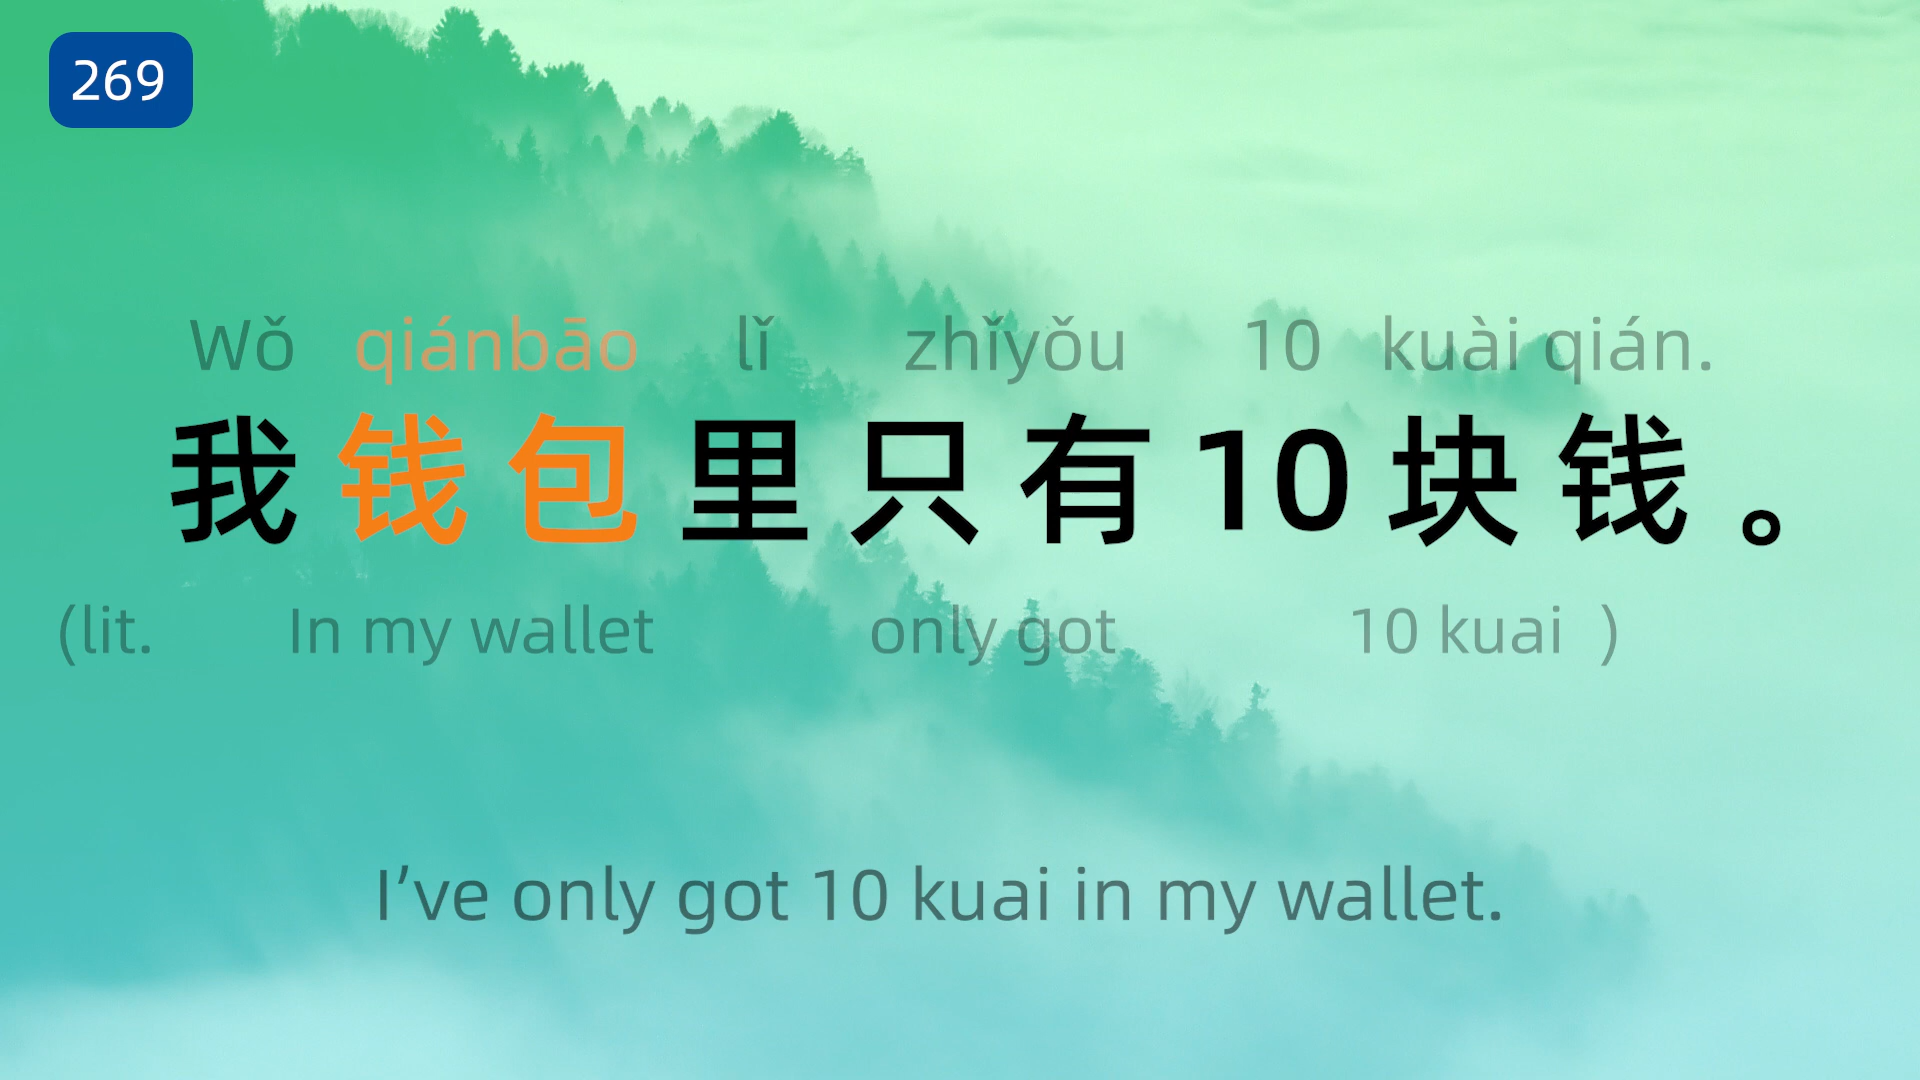 269
Wǒ qiánbāo lǐ zhǐyǒu 10 kuài qián.
我钱包里只有10块钱。
(lit. In my wallet only got 10 kuai )
I’ve only got 10 kuai in my wallet.